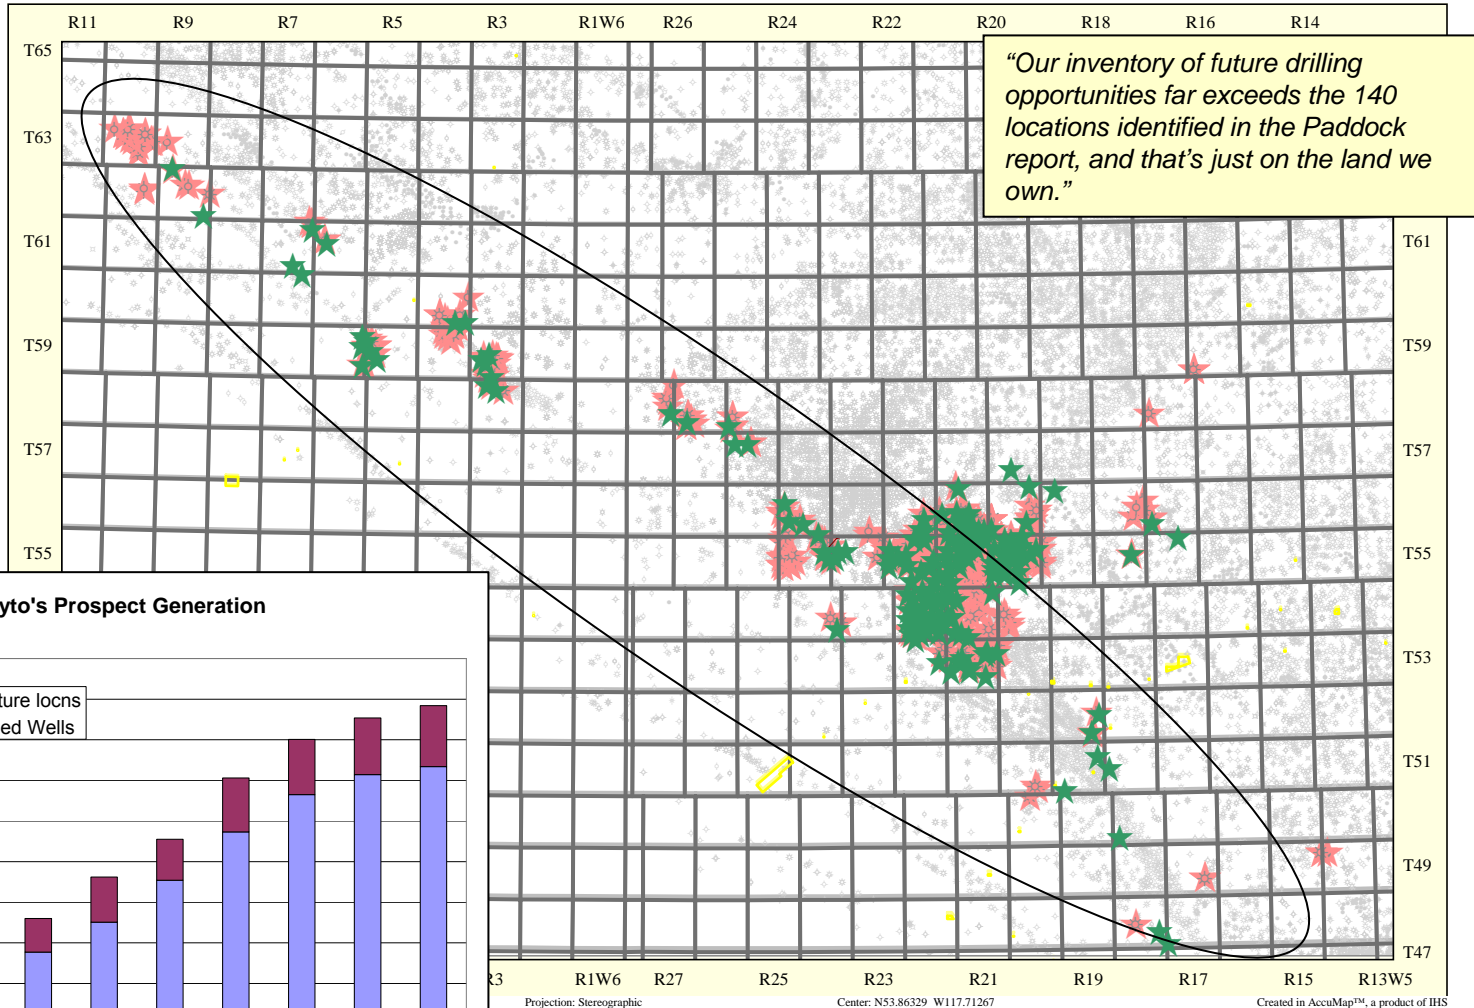 R11 R9 R7 R5 R3 R1W6 R26 R24 R22 R20 R18 R16 R14
T65
“Our inventory of future drilling
opportunities far exceeds the 140
locations identified in the Paddock
report, and that’s just on the land we
own.”
T63
T61 T61
T59 T59
T57 T57
T55 T55
yto's Prospect Generation
T53
ture locns
ed Wells
T51
T49
T47
R3 R1W6 R27 R25 R23 R21 R19 R17 R15 R13W5
Projection: Stereographic Center: N53.86329 W117.71267 Created in AccuMap™, a product of IHS